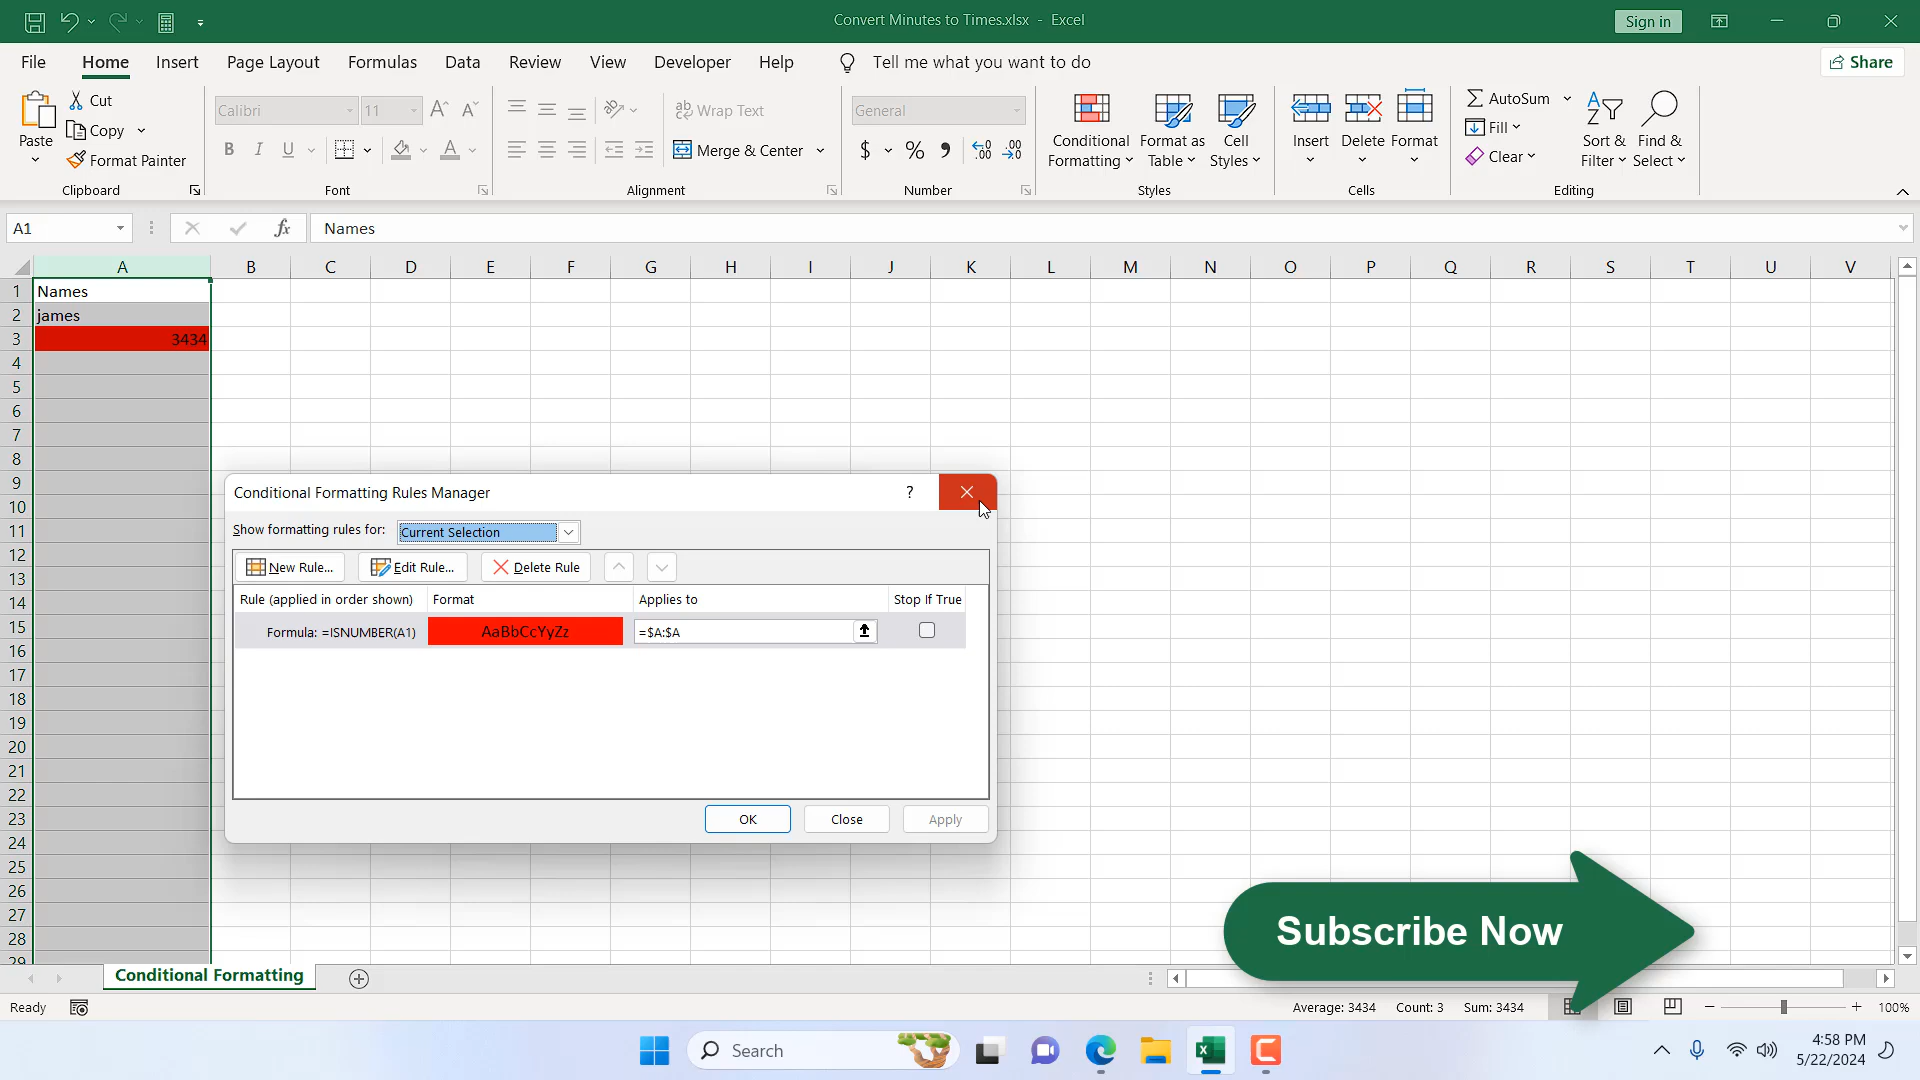 Convert Minutes to Times.xlsx - Excel
Sign in
File Home Insert Page Layout Formulas Data Review View Developer Help Tell me what you want to do Share
Paste
Cut
Copy
Format Painter
Clipboard
Calibri 11
B I U A
Font
ab Wrap Text
Merge & Center
Alignment
General
$ % , .00
Number
Conditional Formatting
Format as Table
Cell Styles
Styles
Insert Delete Format
Cells
AutoSum
Fill
Clear
Sort & Filter
Find & Select
Editing
A1 fx Names
A B C D E F G H I J K L M N O P Q R S T U V
1 Names
2 james
3 3434
4
5
6
7
8
9
10
11
12
13
14
15
16
17
18
19
20
21
22
23
24
25
26
27
28
29
Conditional Formatting Rules Manager ?
Show formatting rules for: Current Selection
New Rule... Edit Rule... Delete Rule
Rule (applied in order shown) Format Applies to Stop If True
Formula: =ISNUMBER(A1) AaBbCcYyZz =$A:$A
OK Close Apply
Subscribe Now
Conditional Formatting
Ready Average: 3434 Count: 3 Sum: 3434 100%
Search
4:58 PM
5/22/2024